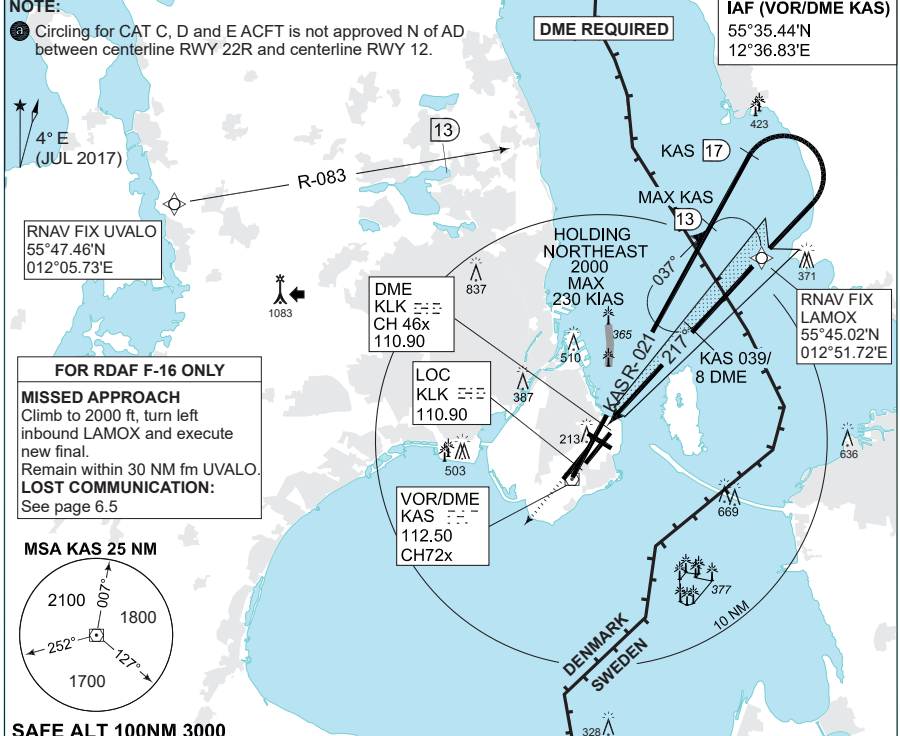 NOTE:
a Circling for CAT C, D and E ACFT is not approved N of AD
between centerline RWY 22R and centerline RWY 12.
DME REQUIRED
IAF (VOR/DME KAS)
55°35.44'N
12°36.83'E
4° E
(JUL 2017)
13
R-083
423
KAS 17
MAX KAS
13
RNAV FIX UVALO
55°47.46'N
012°05.73'E
HOLDING
NORTHEAST
2000
MAX
230 KIAS
037°
371
837
1083
DME
KLK
CH 46x
110.90
RNAV FIX
LAMOX
55°45.02'N
012°51.72'E
365
510
KAS R- 021
217°
KAS 039/
8 DME
LOC
KLK
110.90
387
FOR RDAF F-16 ONLY
MISSED APPROACH
Climb to 2000 ft, turn left
inbound LAMOX and execute
new final.
Remain within 30 NM fm UVALO.
LOST COMMUNICATION:
See page 6.5
213
503
636
VOR/DME
KAS
112.50
CH72x
669
MSA KAS 25 NM
2100
007°
1800
252°
127°
1700
377
10 NM
DENMARK
SWEDEN
328
SAFE ALT 100NM 3000